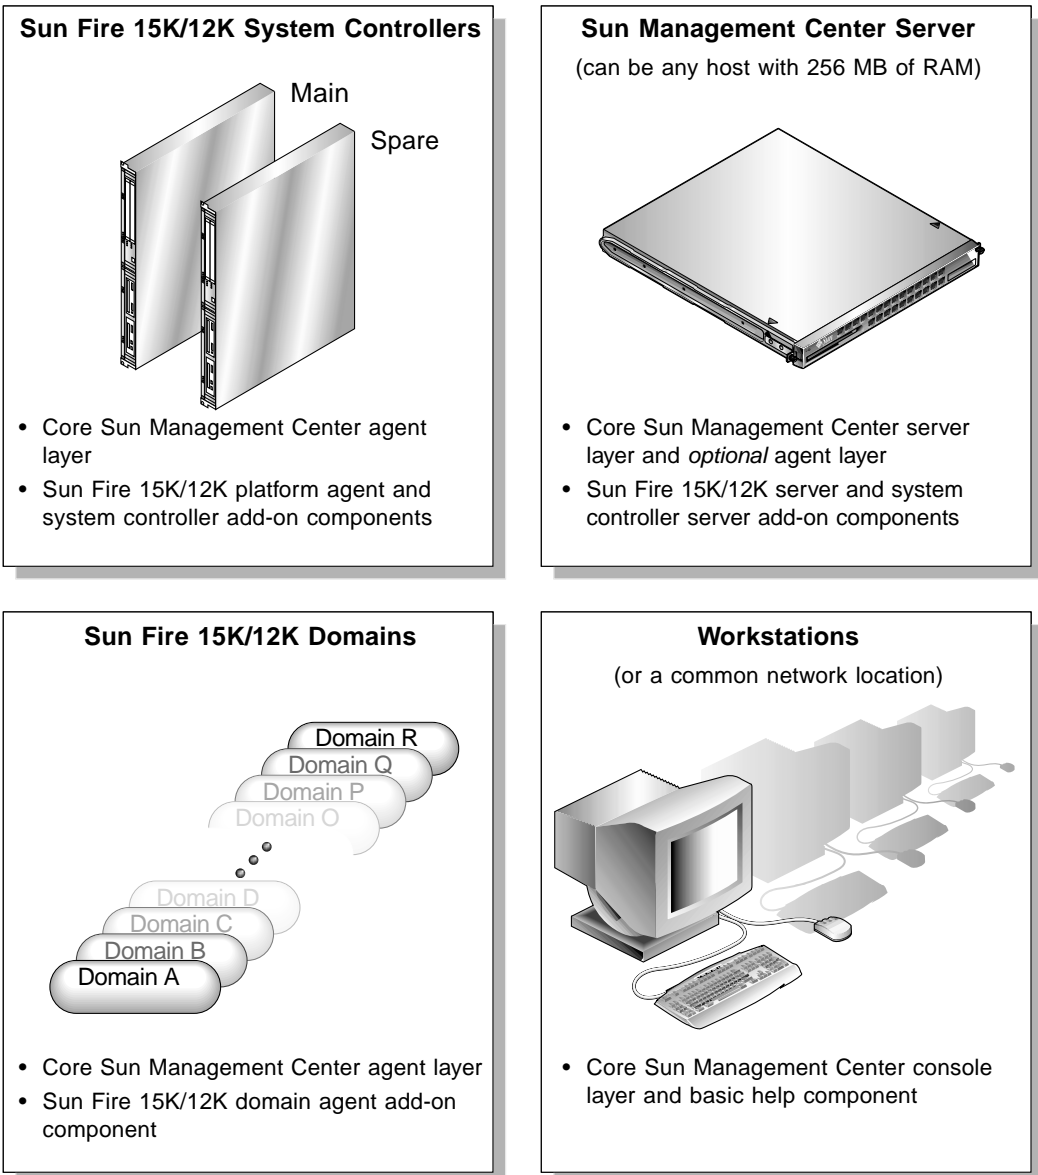 Sun Fire 15K/12K System Controllers
Main
Spare
• Core Sun Management Center agent
layer
• Sun Fire 15K/12K platform agent and
system controller add-on components
Sun Management Center Server
(can be any host with 256 MB of RAM)
• Core Sun Management Center server
layer and optional agent layer
• Sun Fire 15K/12K server and system
controller server add-on components
Sun Fire 15K/12K Domains
Domain R
Domain Q
Domain P
Domain O
Domain D
Domain C
Domain B
Domain A
• Core Sun Management Center agent layer
• Sun Fire 15K/12K domain agent add-on
component
Workstations
(or a common network location)
• Core Sun Management Center console
layer and basic help component